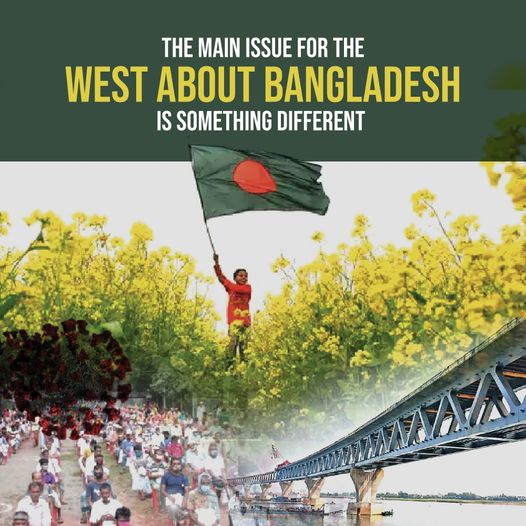 THE MAIN ISSUE FOR THE
WEST ABOUT BANGLADESH
IS SOMETHING DIFFERENT